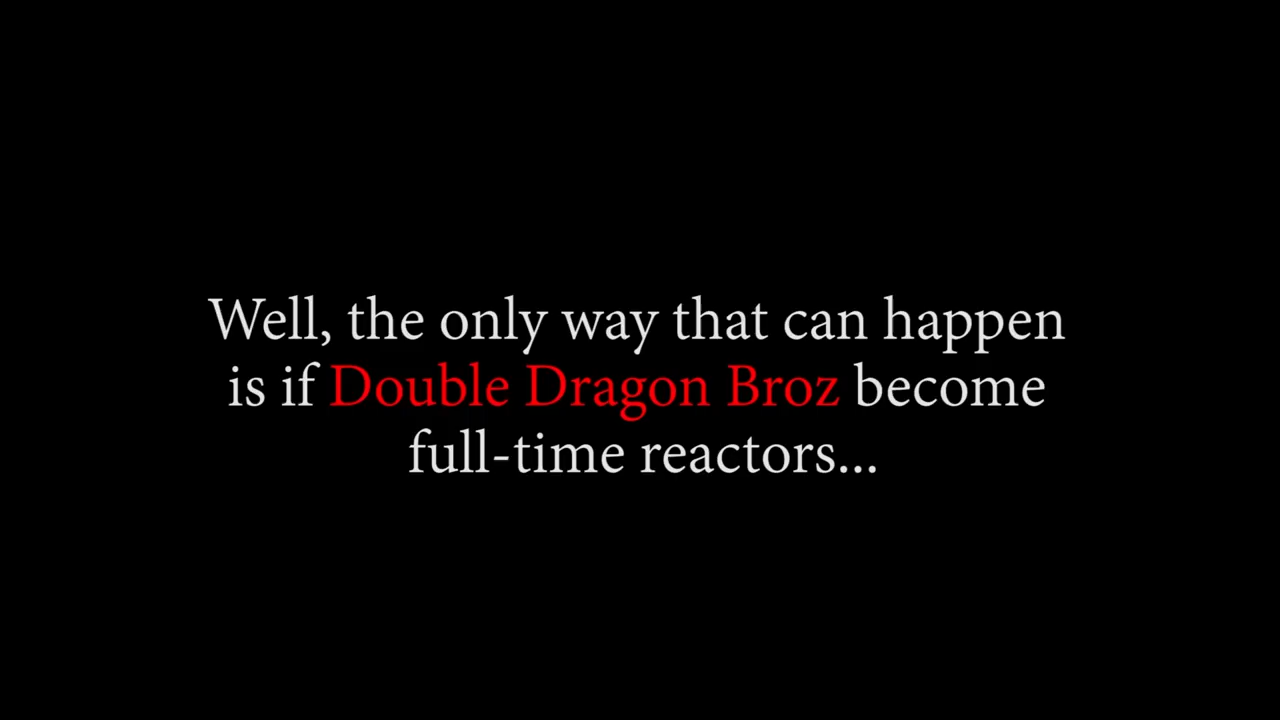 Well, the only way that can happen
is if Double Dragon Broz become
full-time reactors...